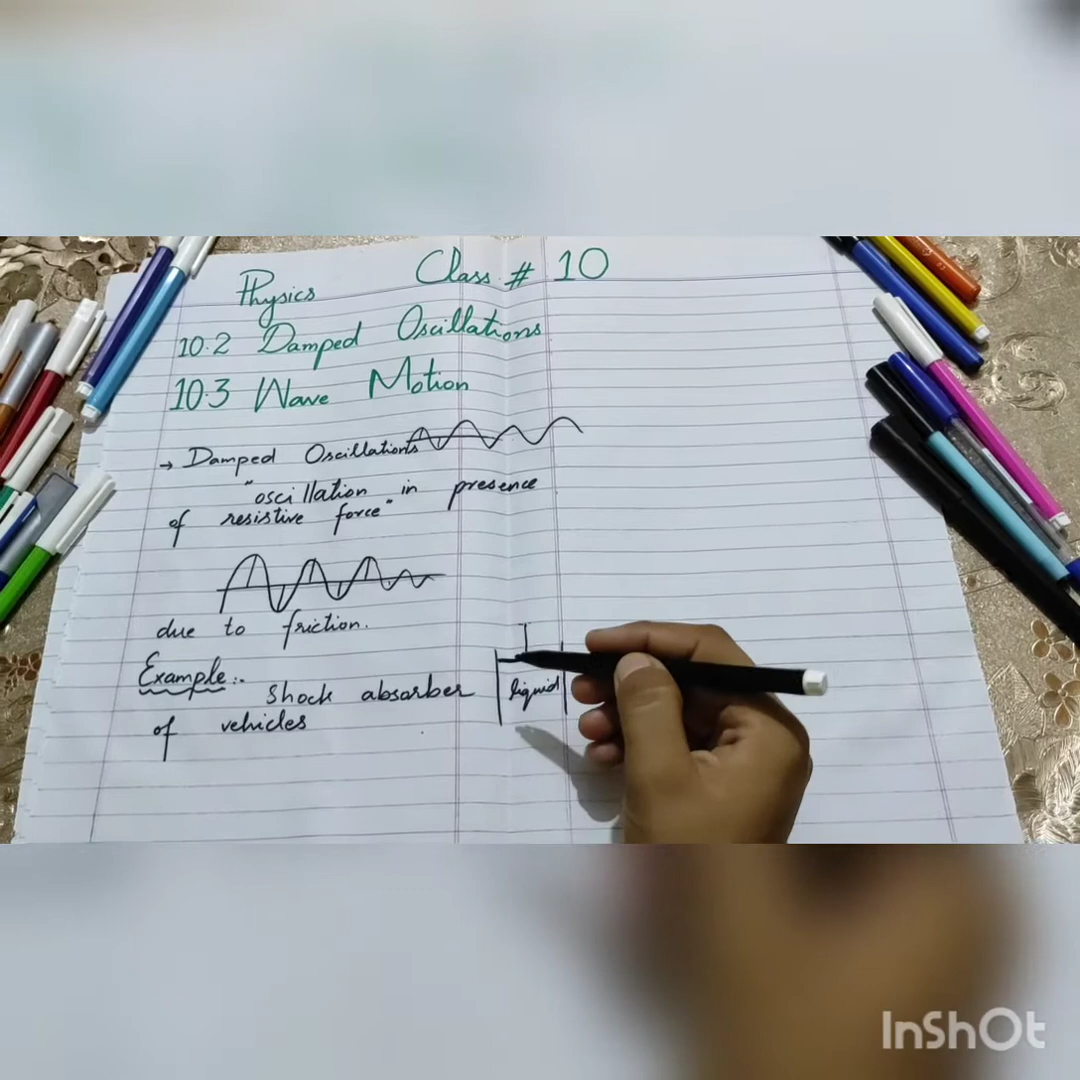 Physics Class # 10
10.2 Damped Oscillations
10.3 Wave Motion
→ Damped Oscillations
"oscillation in presence
of resistive force"
due to friction.
Example:-
Shock absorber
of vehicles
liquid
InShOt